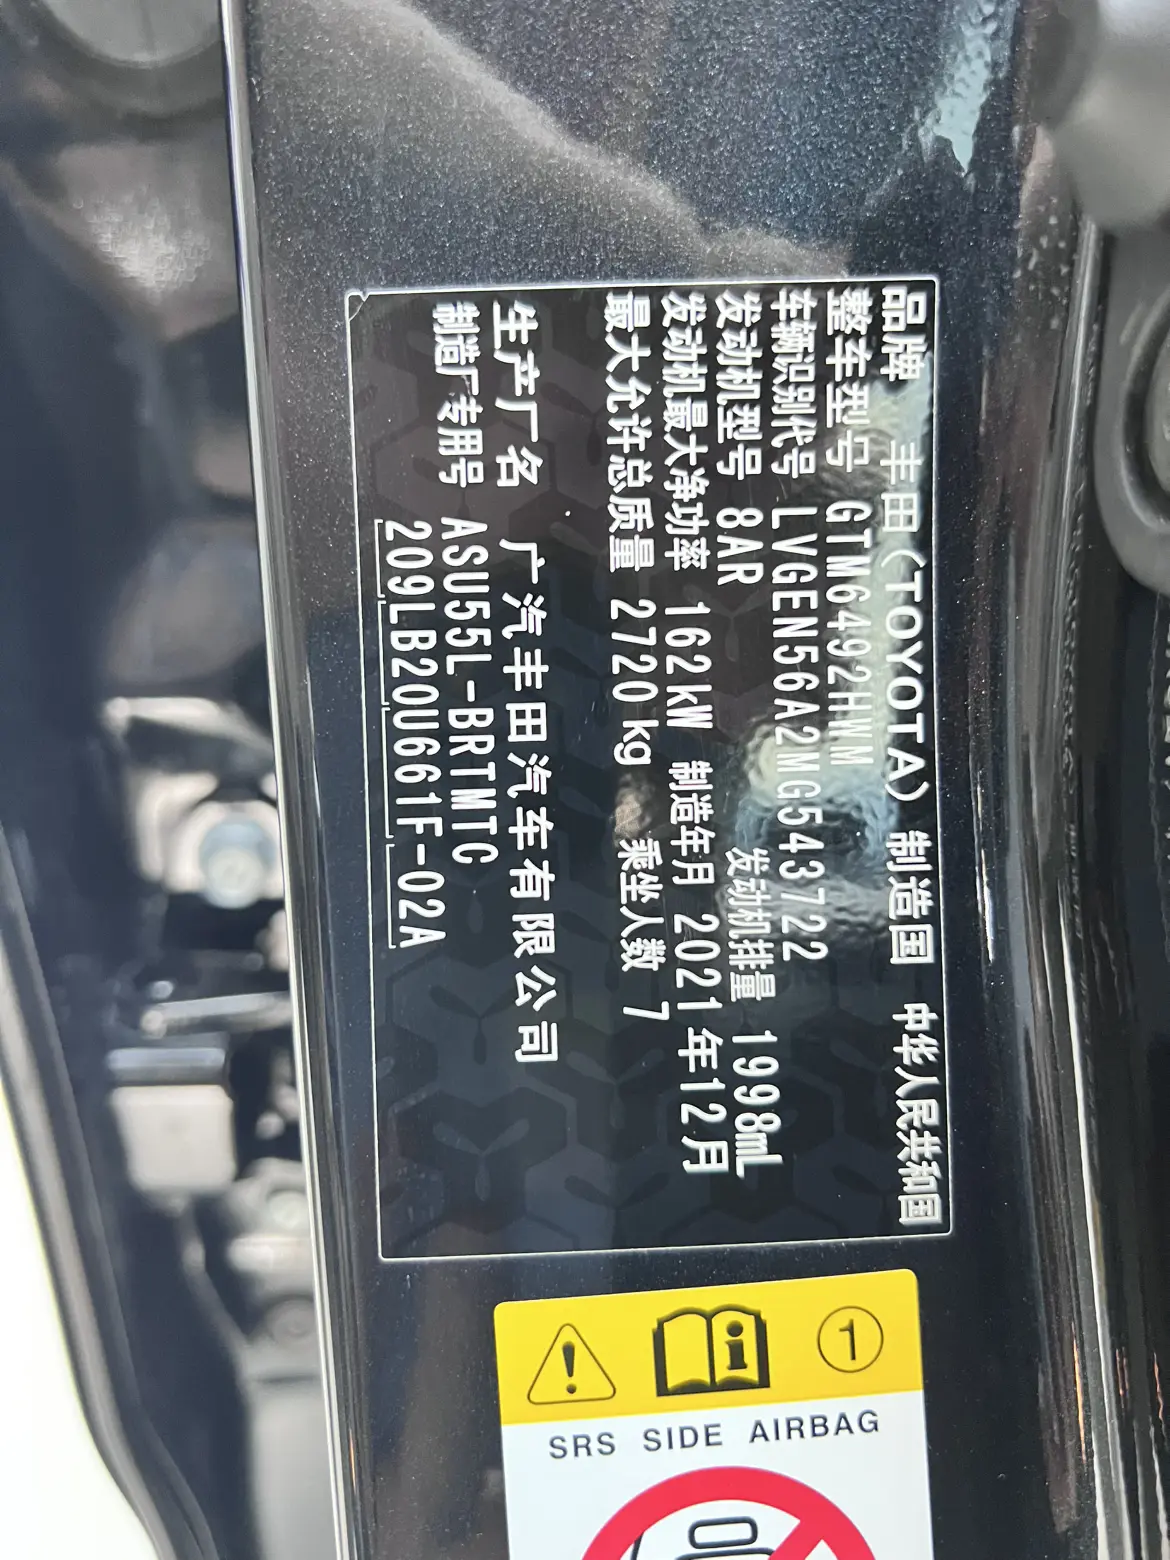 品牌 丰田(TOYOTA) 制造国 中华人民共和国
整车型号 GTM6492HWM
车辆识别代号 LVGEN56A2MG543722
发动机型号 8AR 发动机排量 1998mL
发动机最大净功率 162kW 制造年月 2021年12月
最大允许总质量 2720kg 乘坐人数 7
生产厂名 广汽丰田汽车有限公司
制造厂专用号 ASU55L-BRTMTC
209LB20U661F-02A
1
SRS SIDE AIRBAG